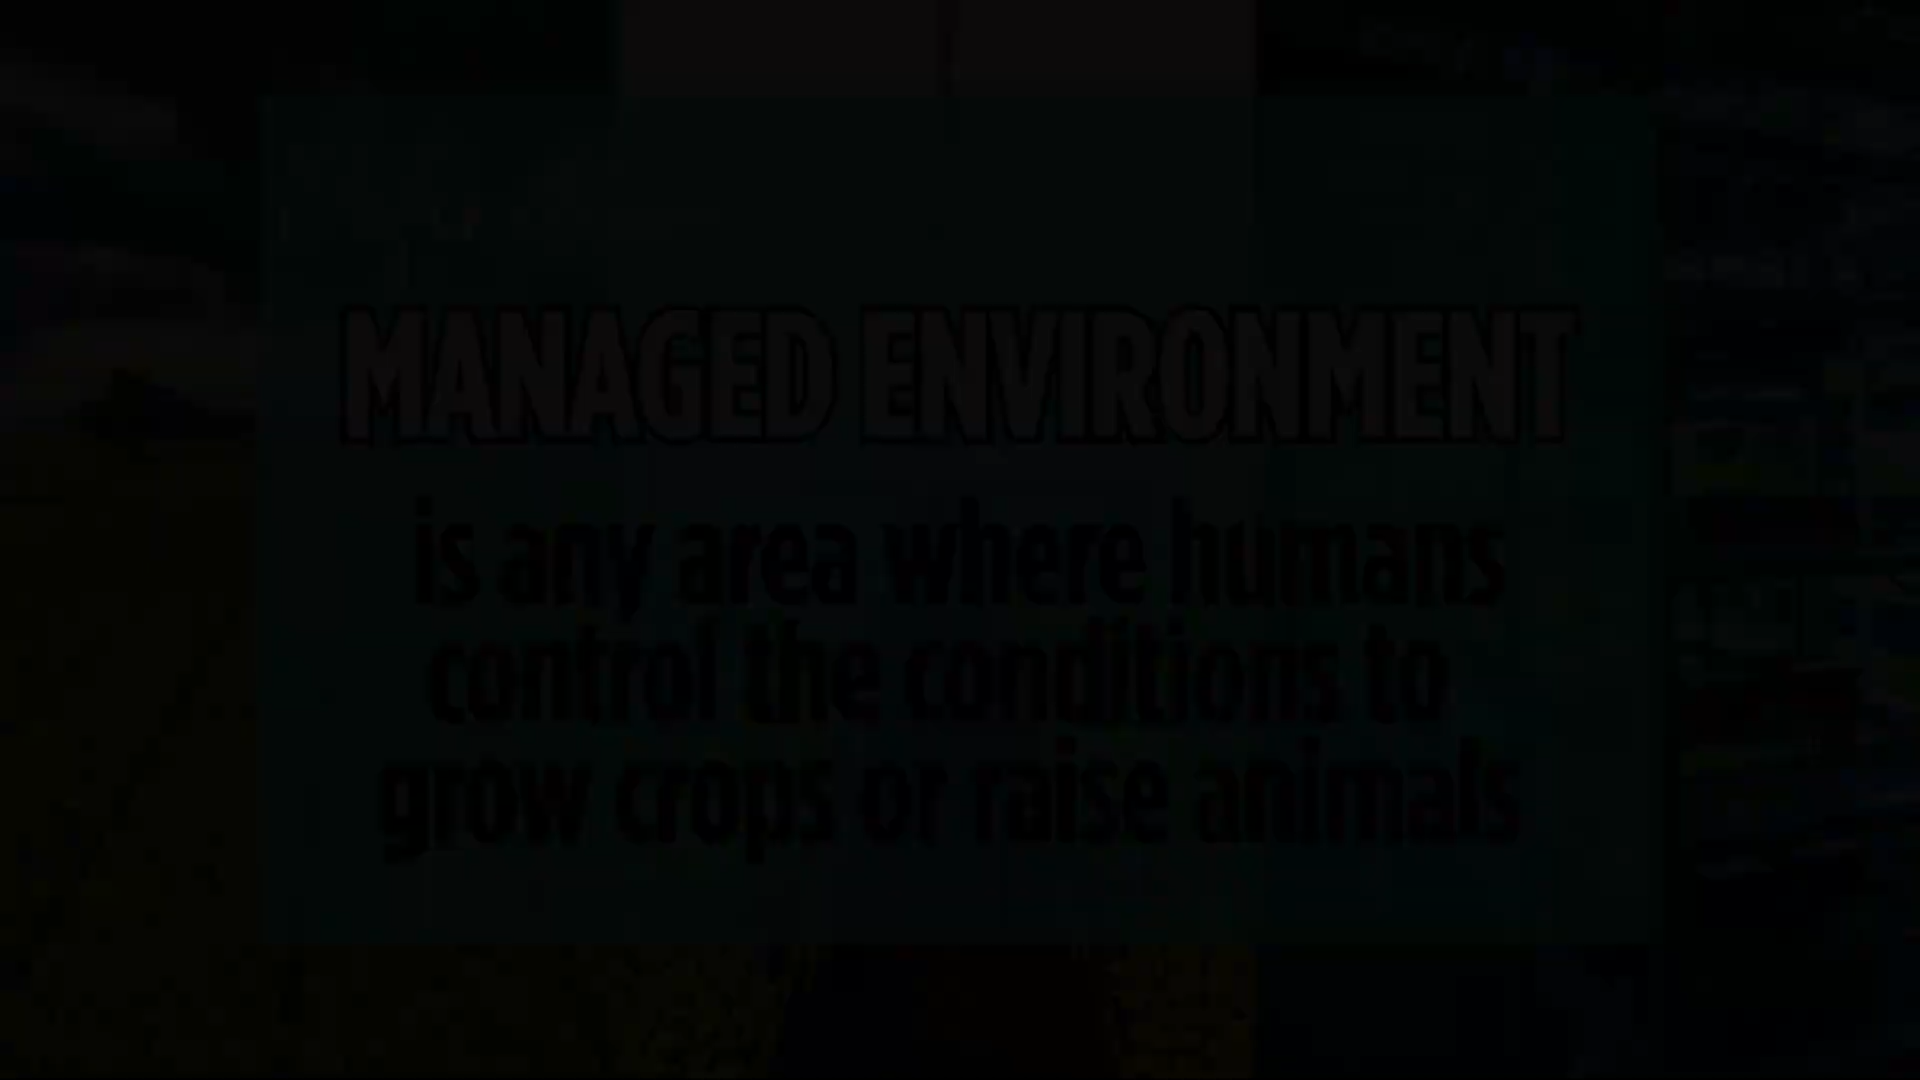 MANAGED ENVIRONMENT
is any area where humans
control the conditions to
grow crops or raise animals